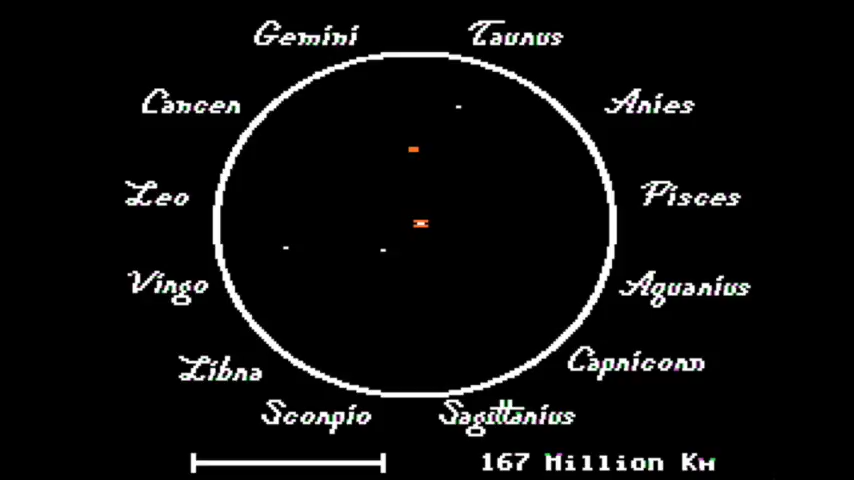 Gemini
Taurus
Cancer
Aries
Leo
Pisces
Virgo
Aquarius
Libra
Capricorn
Scorpio
Sagittarius
167 Million Km